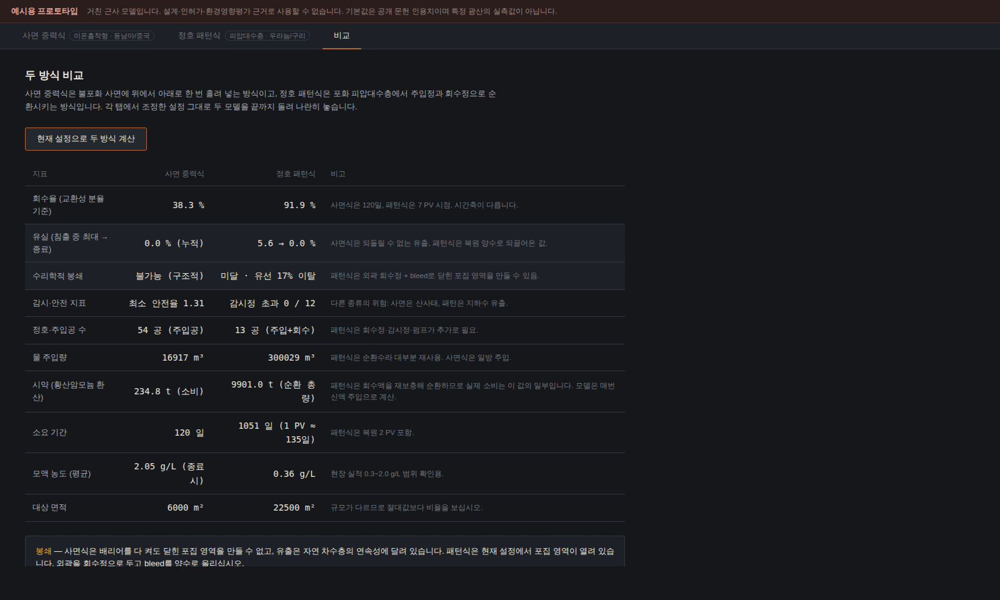 예시용 프로토타입 거친 근사 모델입니다. 설계·인허가·환경영향평가 근거로 사용할 수 없습니다. 기본값은 공개 문헌 인용치이며 특정 광산의 실측값이 아닙니다.
사면 중력식 이온흡착형 · 동남아/중국 정호 패턴식 피압대수층 · 우라늄/구리 비교
두 방식 비교
사면 중력식은 불포화 사면에 위에서 아래로 한 번 흘려 넣는 방식이고, 정호 패턴식은 포화 피압대수층에서 주입정과 회수정으로 순
환시키는 방식입니다. 각 탭에서 조정한 설정 그대로 두 모델을 끝까지 돌려 나란히 놓습니다.
현재 설정으로 두 방식 계산
지표 사면 중력식 정호 패턴식 비고
회수율 (교환성 분율
기준)
38.3 % 91.9 % 사면식은 120일, 패턴식은 7 PV 시점. 시간축이 다릅니다.
유실 (침출 중 최대 →
종료)
0.0 % (누적) 5.6 → 0.0 % 사면식은 되돌릴 수 없는 유출, 패턴식은 복원 양수로 되끌어온 값.
수리학적 봉쇄 불가능 (구조적) 미달 · 유선 17% 이탈 패턴식은 외곽 회수정 + bleed로 닫힌 포집 영역을 만들 수 있음.
감시·안전 지표 최소 안전율 1.31 감시정 초과 0 / 12 다른 종류의 위험: 사면은 산사태, 패턴은 지하수 유출.
정호·주입공 수 54 공 (주입공) 13 공 (주입+회수) 패턴식은 회수정·감시정·펌프가 추가로 필요.
물 주입량 16917 m³ 300029 m³ 패턴식은 순환수라 대부분 재사용. 사면식은 일방 주입.
시약 (황산암모늄 환
산)
234.8 t (소비) 9901.0 t (순환 총
량)
패턴식은 회수액을 재보충해 순환하므로 실제 소비는 이 값의 일부입니다. 모델은 매번
신액 주입으로 계산.
소요 기간 120 일 1051 일 (1 PV ≈
135일)
패턴식은 복원 2 PV 포함.
모액 농도 (평균) 2.05 g/L (종료
시)
0.36 g/L 현장 실적 0.3~2.0 g/L 범위 확인용.
대상 면적 6000 m² 22500 m² 규모가 다르므로 절대값보다 비율을 보십시오.
봉쇄 — 사면식은 배리어를 다 켜도 닫힌 포집 영역을 만들 수 없고, 유출은 자연 차수층의 연속성에 달려 있습니다. 패턴식은 현재 설정에서 포집 영역이 열려 있습
니다. 외곽을 회수정으로 두고 bleed를 양수로 올리십시오.